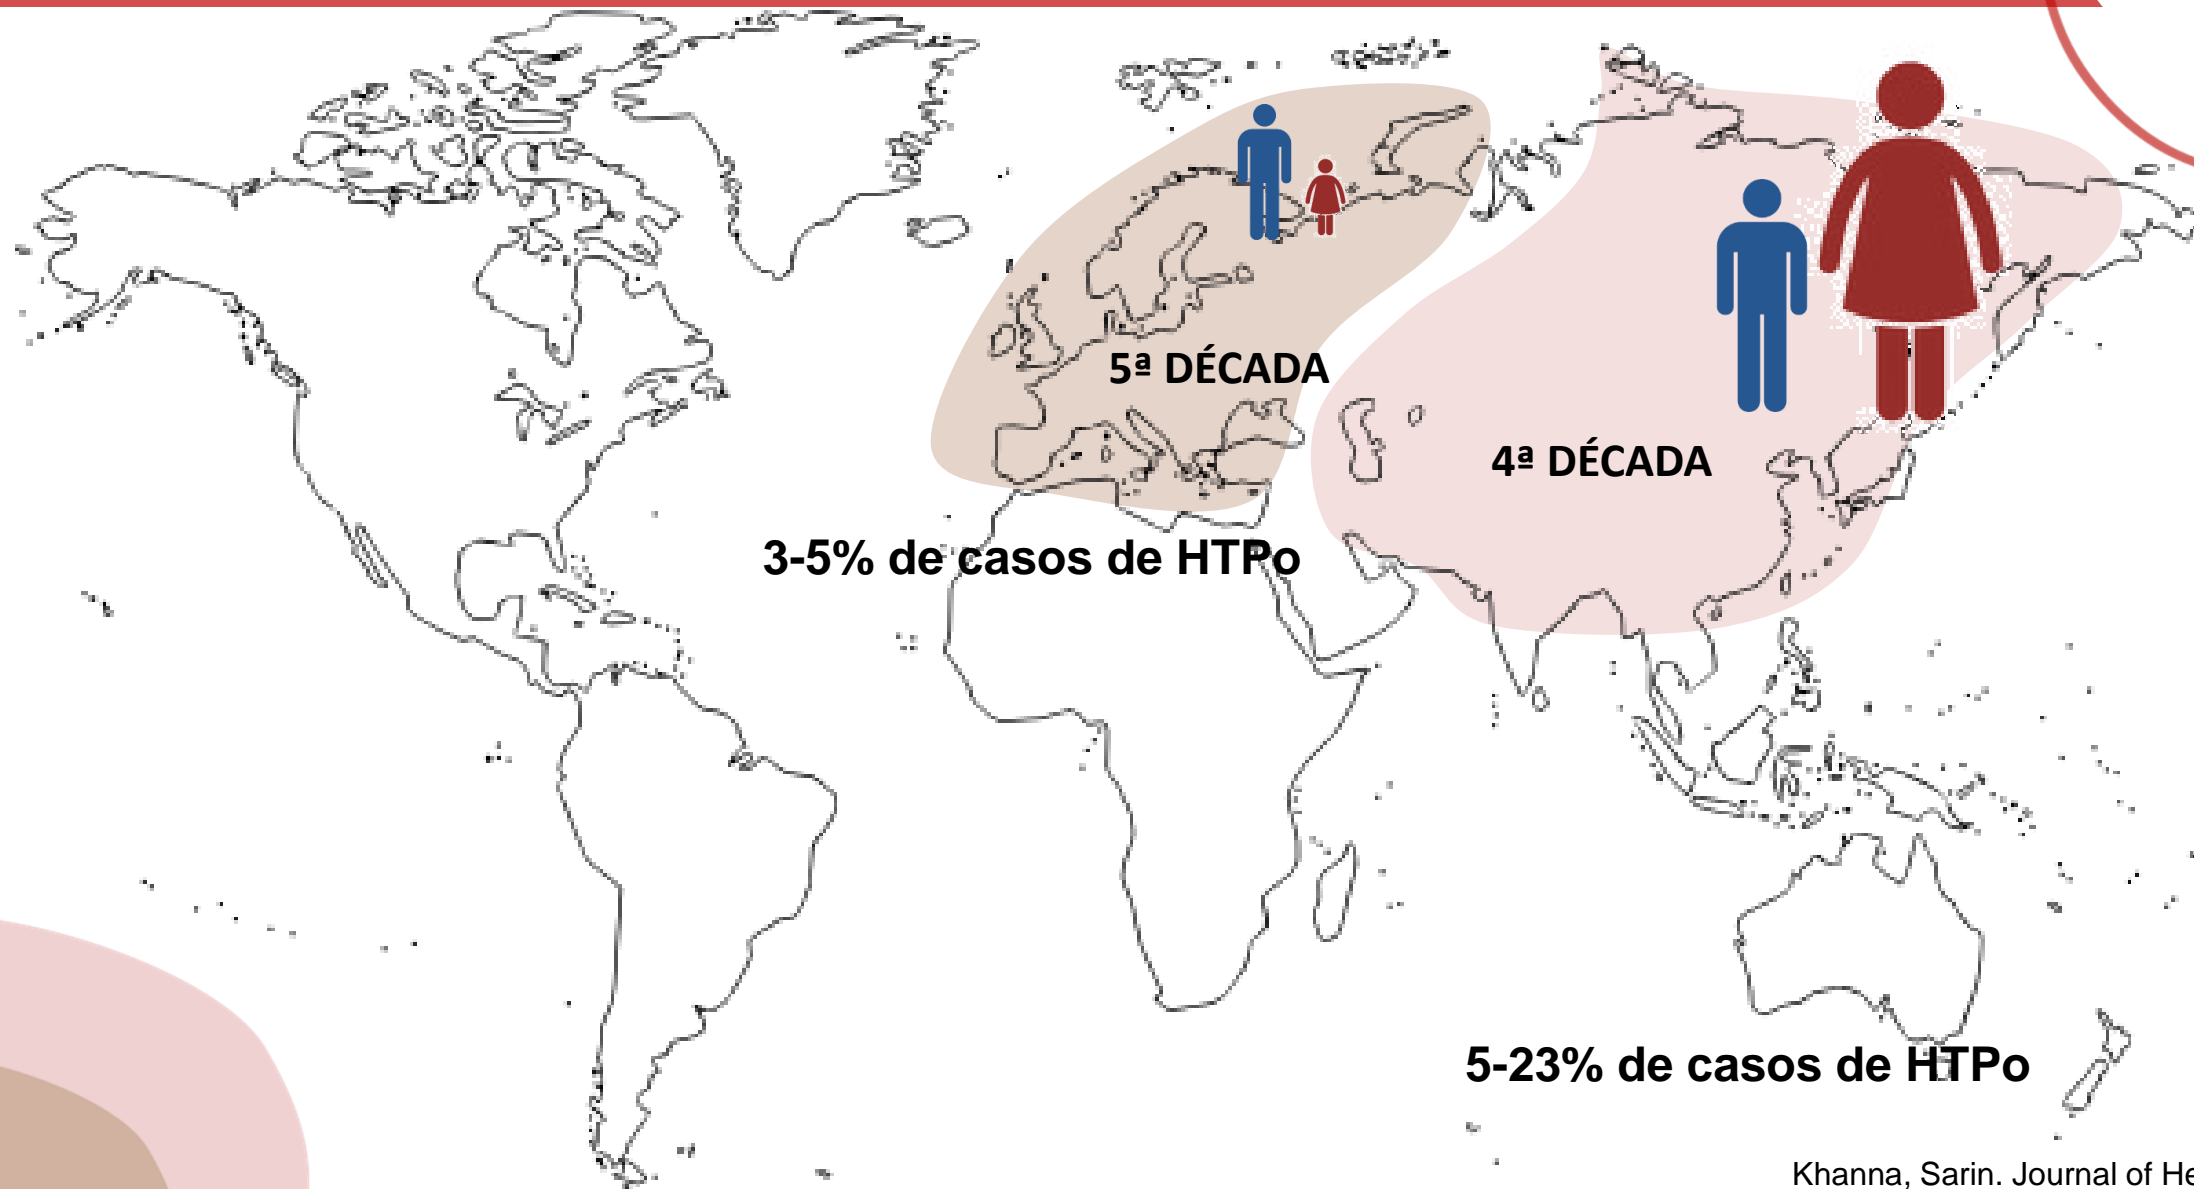 5ª DÉCADA
4ª DÉCADA
3-5% de casos de HTPo
5-23% de casos de HTPo
Khanna, Sarin. Journal of He